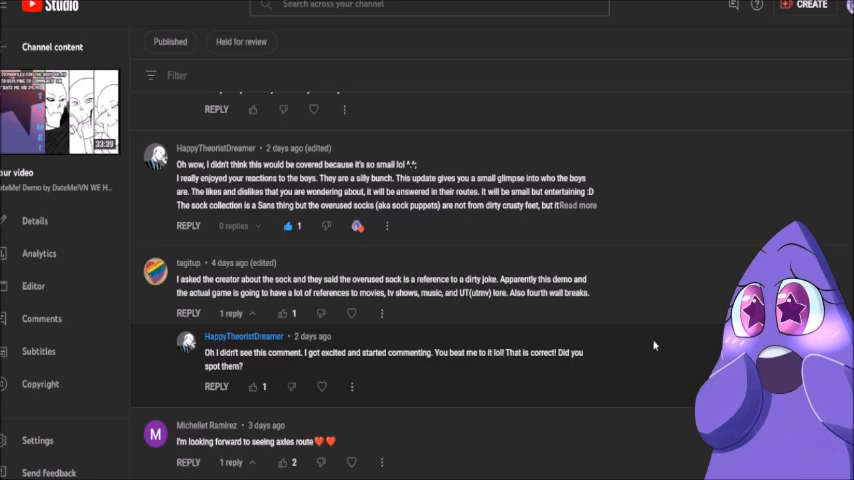 Studio
Search across your channel
CREATE
Channel content
Published
Held for review
Filter
REPLY
33:39
HappyTheoristDreamer • 2 days ago (edited)
Oh wow, I didn't think this would be covered because it's so small lol ^.^;
I really enjoyed your reactions to the boys. They are a silly bunch. This update gives you a small glimpse into who the boys
are. The likes and dislikes that you are wondering about, it will be answered in their routes. It will be small but entertaining :D
The sock collection is a Sans thing but the overused socks (aka sock puppets) are not from dirty crusty feet, but it Read more
REPLY 0 replies 1
our video
ateMe! Demo by DateMe!VN WE H...
Details
Analytics
Editor
Comments
Subtitles
Copyright
Settings
Send feedback
tagitup • 4 days ago (edited)
I asked the creator about the sock and they said the overused sock is a reference to a dirty joke. Apparently this demo and
the actual game is going to have a lot of references to movies, tv shows, music, and UT(utmv) lore. Also fourth wall breaks.
REPLY 1 reply 1
HappyTheoristDreamer • 2 days ago
Oh I didn't see this comment. I got excited and started commenting. You beat me to it lol! That is correct! Did you
spot them?
REPLY 1
M
Michellet Ramirez • 3 days ago
I'm looking forward to seeing axles route❤️❤️
REPLY 1 reply 2